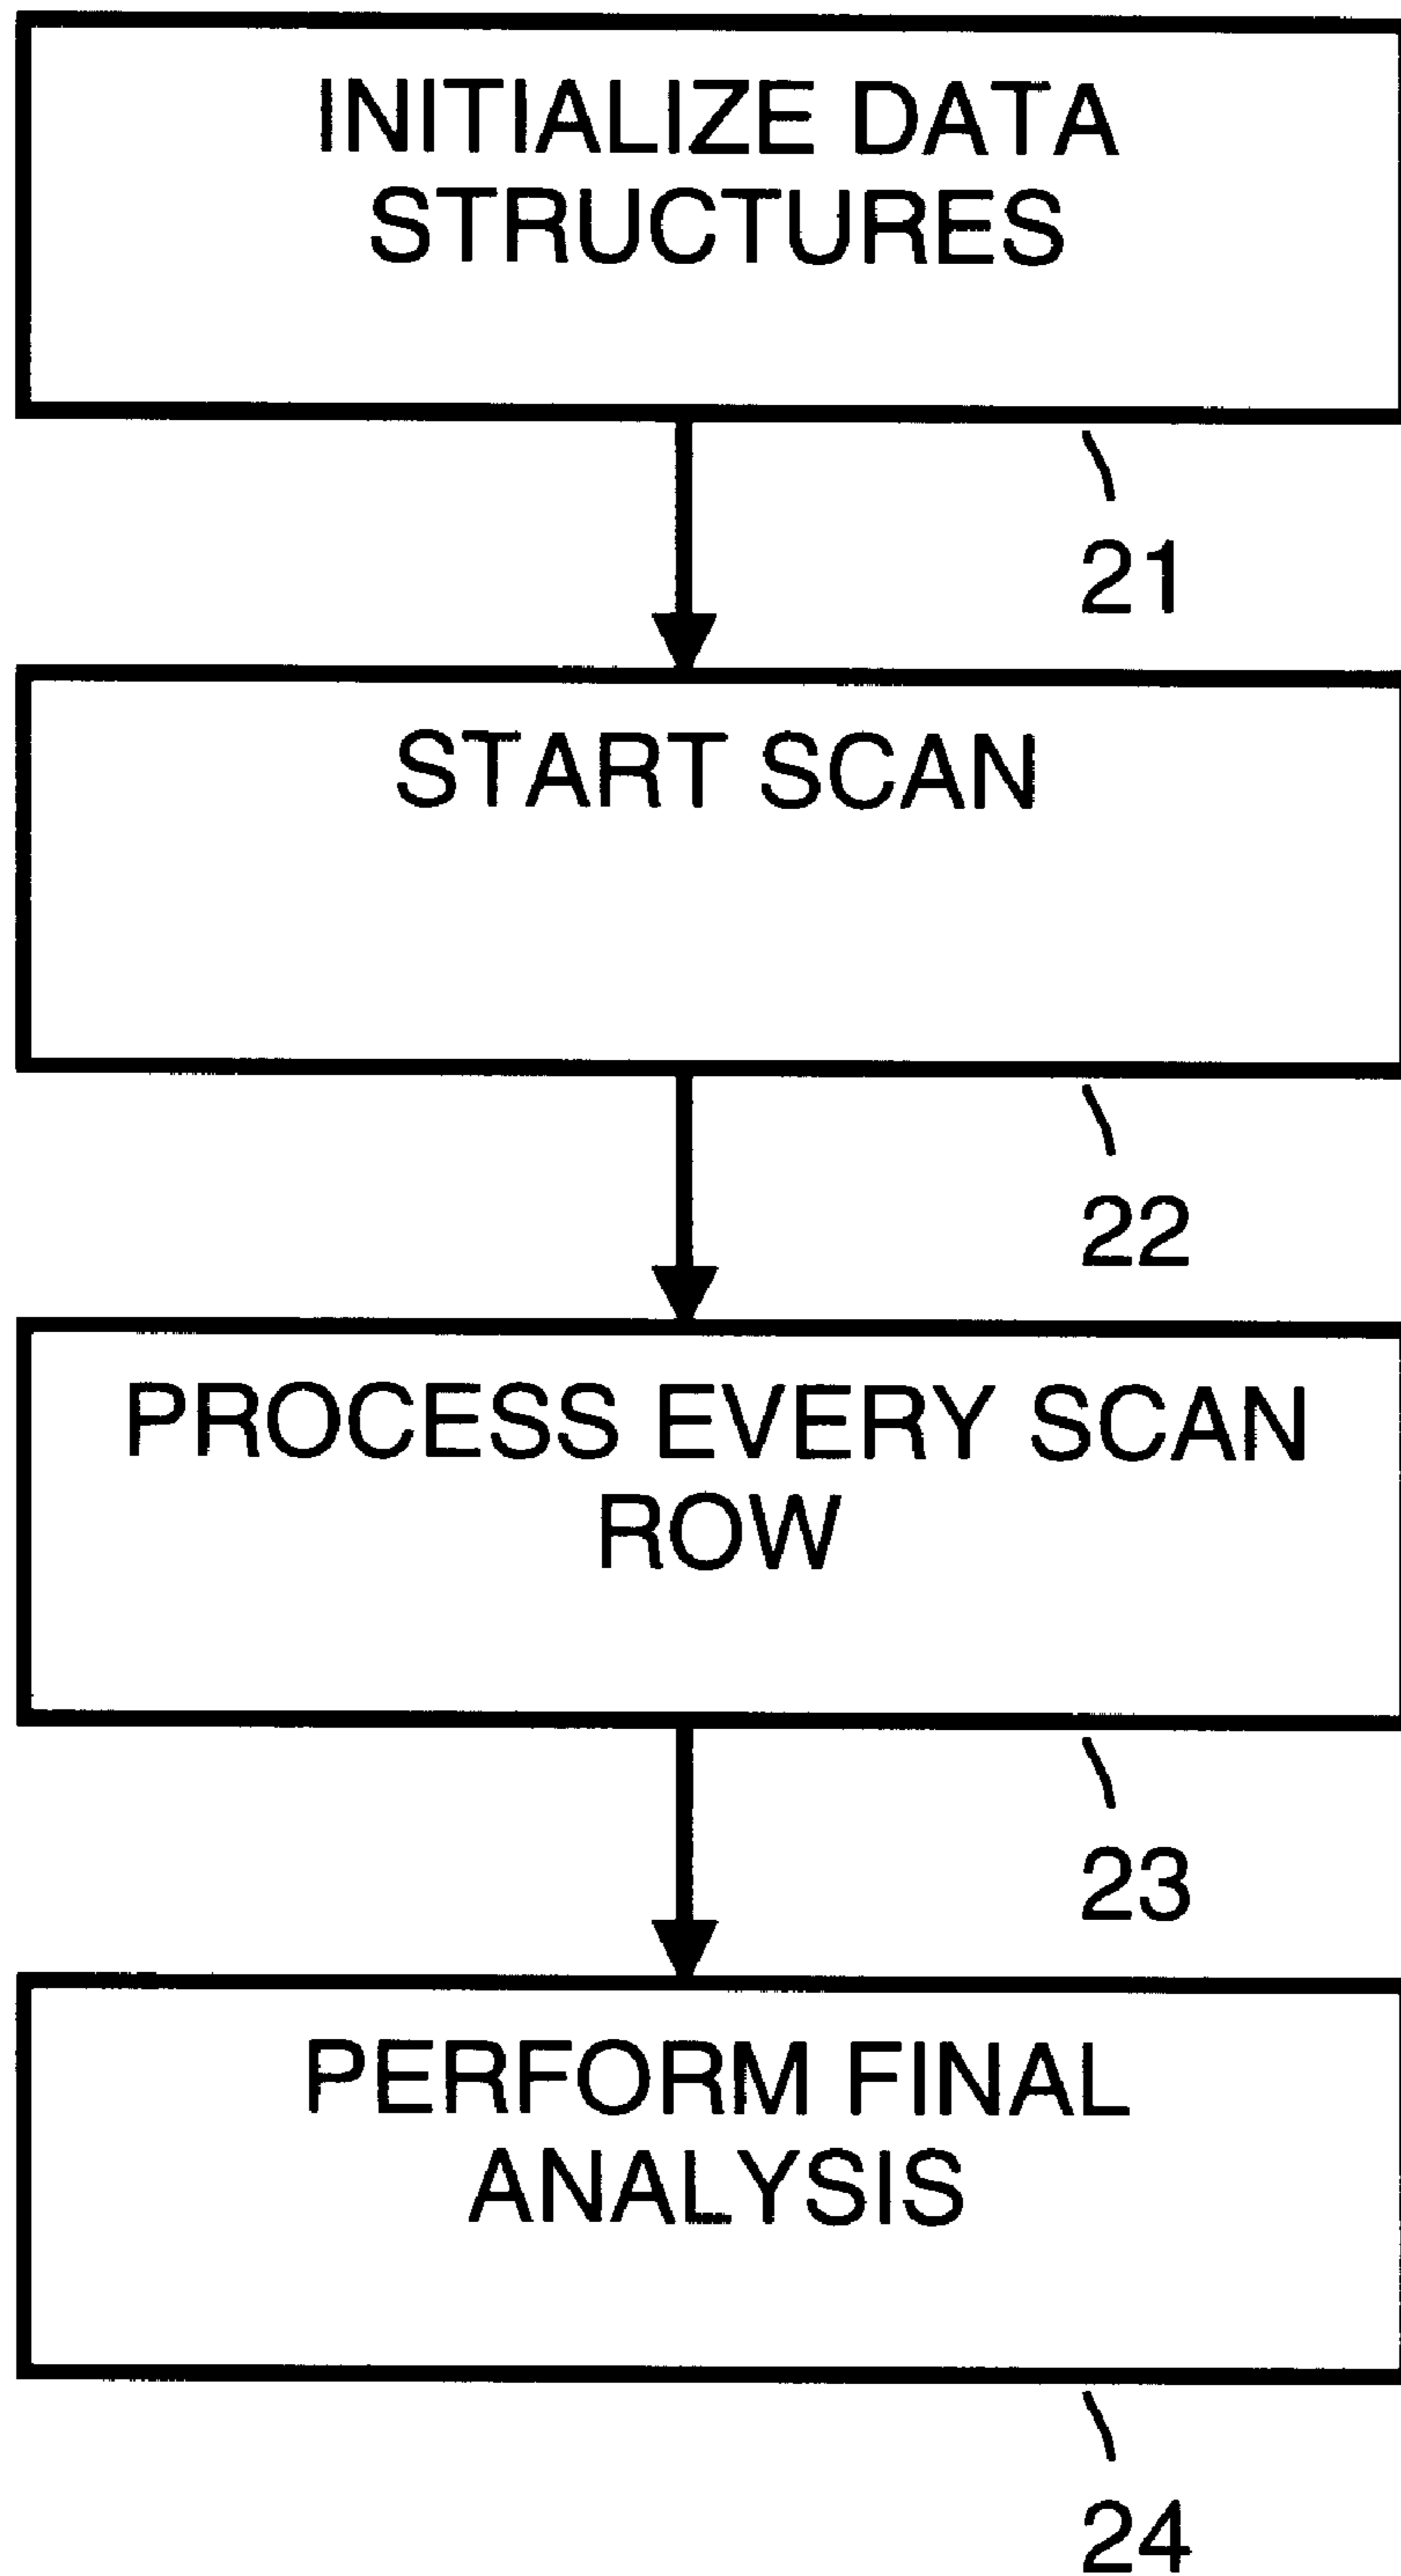 INITIALIZE DATA
STRUCTURES
21
START SCAN
22
PROCESS EVERY SCAN
ROW
23
PERFORM FINAL
ANALYSIS
24